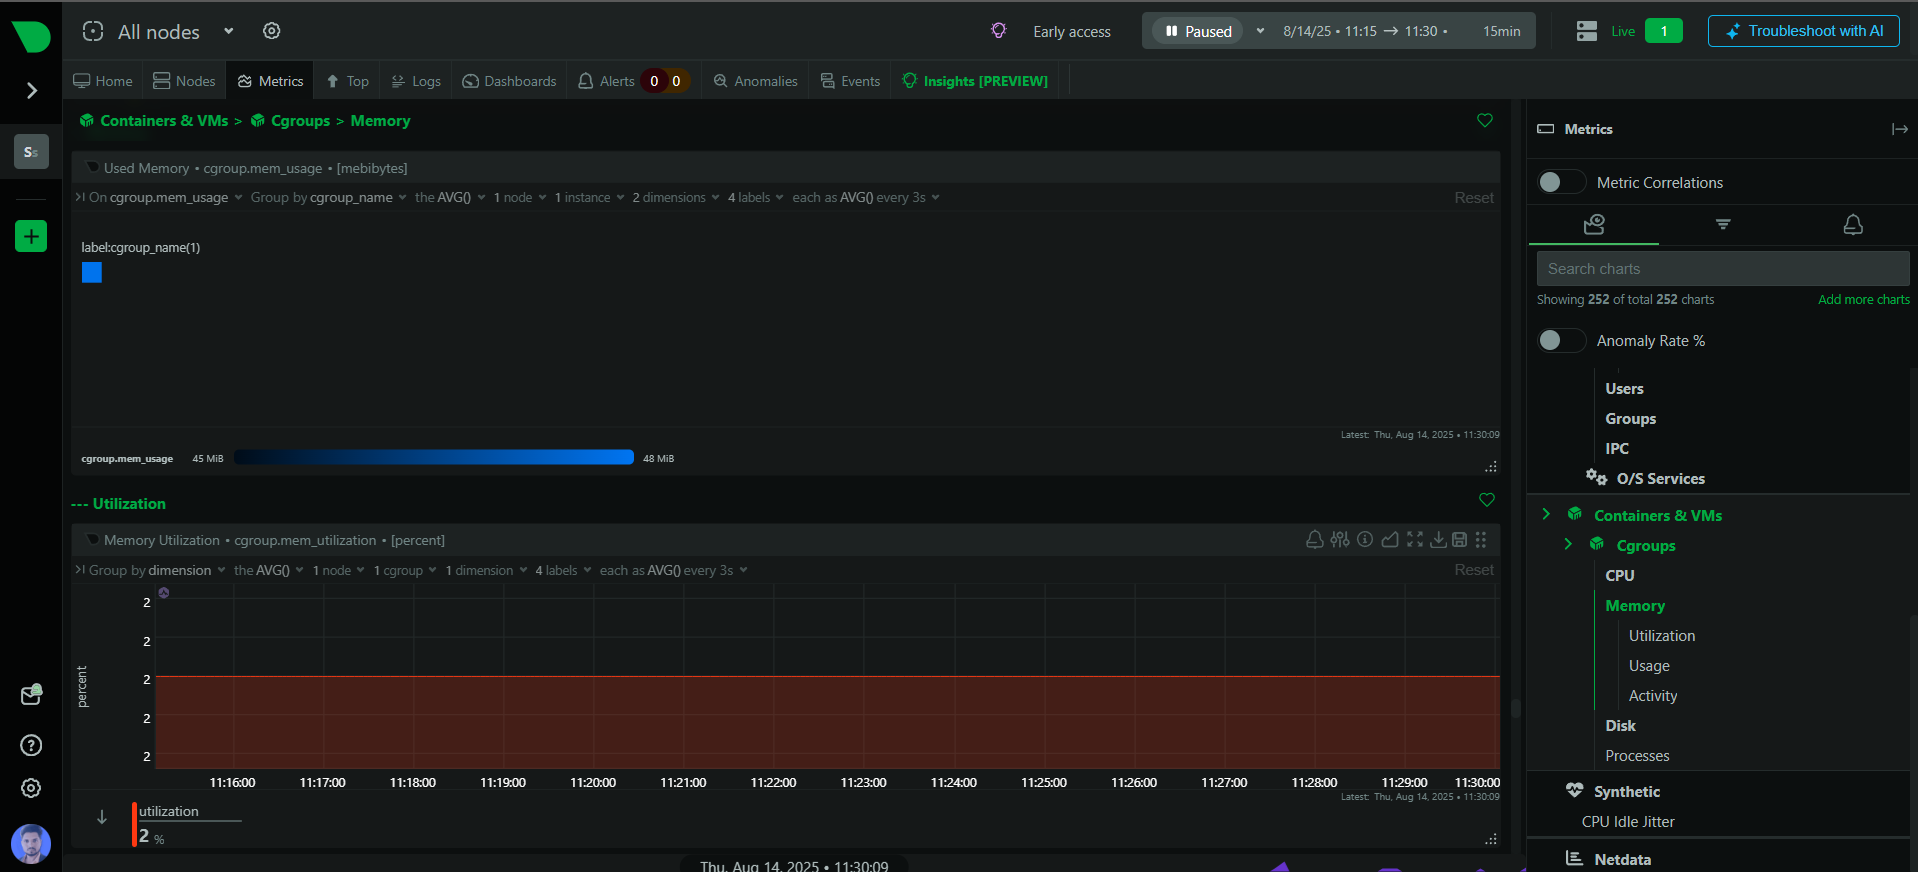 All nodes
Early access
Paused
8/14/25 • 11:15 → 11:30 •
15min
Live
1
Troubleshoot with AI
Home
Nodes
Metrics
Top
Logs
Dashboards
Alerts
0
0
Anomalies
Events
Insights [PREVIEW]
Ss
Containers & VMs > Cgroups > Memory
Used Memory • cgroup.mem_usage • [mebibytes]
On cgroup.mem_usage Group by cgroup_name the AVG() 1 node 1 instance 2 dimensions 4 labels each as AVG() every 3s
Reset
label:cgroup_name(1)
Latest: Thu, Aug 14, 2025 • 11:30:09
cgroup.mem_usage 45 MiB 48 MiB
--- Utilization
Memory Utilization • cgroup.mem_utilization • [percent]
Group by dimension the AVG() 1 node 1 cgroup 1 dimension 4 labels each as AVG() every 3s
Reset
2
2
2
2
2
percent
11:16:00 11:17:00 11:18:00 11:19:00 11:20:00 11:21:00 11:22:00 11:23:00 11:24:00 11:25:00 11:26:00 11:27:00 11:28:00 11:29:00 11:30:00
Latest: Thu, Aug 14, 2025 • 11:30:09
utilization
2 %
Thu, Aug 14, 2025 • 11:30:09
Metrics
Metric Correlations
Search charts
Showing 252 of total 252 charts
Add more charts
Anomaly Rate %
Users
Groups
IPC
O/S Services
Containers & VMs
Cgroups
CPU
Memory
Utilization
Usage
Activity
Disk
Processes
Synthetic
CPU Idle Jitter
Netdata